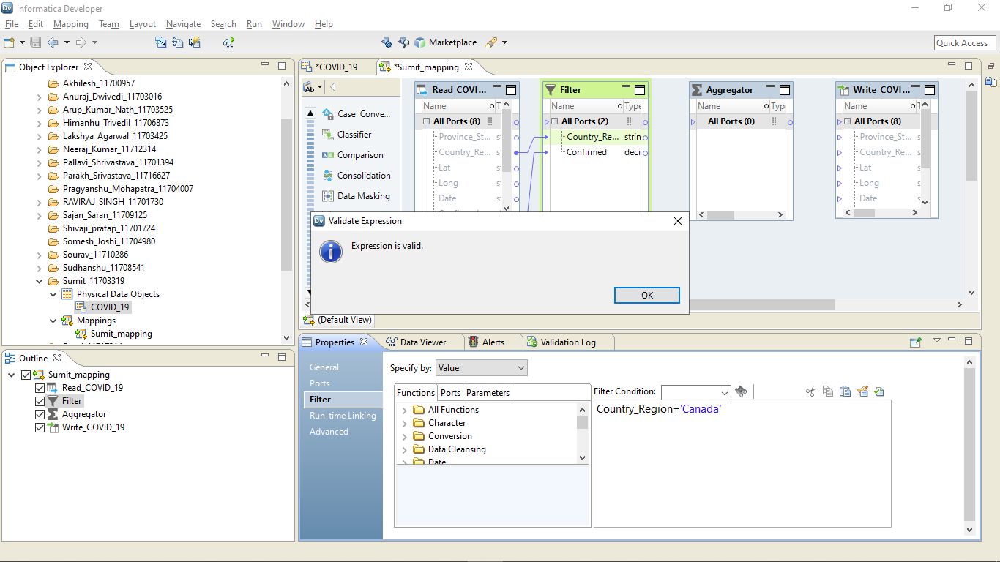 Informatica Developer
File Edit Mapping Team Layout Navigate Search Run Window Help
Marketplace
Quick Access
Object Explorer
Akhilesh_11700957
Anuraj_Dwivedi_11703016
Arup_Kumar_Nath_11703525
Himanhu_Trivedil_11706873
Lakshya_Agarwal_11703425
Neeraj_Kumar_11712314
Pallavi_Shrivastava_11701394
Parakh_Srivastava_11716627
Pragyanshu_Mohapatra_11704007
RAVIRAJ_SINGH_11701730
Sajan_Saran_11709125
Shivaji_pratap_11701724
Somesh_Joshi_11704980
Sourav_11710286
Sudhanshu_11708541
Sumit_11703319
Physical Data Objects
COVID_19
Mappings
Sumit_mapping
Outline
Sumit_mapping
Read_COVID_19
Filter
Aggregator
Write_COVID_19
*COVID_19
*Sumit_mapping
Ab
Case Conve...
Classifier
Comparison
Consolidation
Data Masking
Read_COVI...
Name
All Ports (8)
Province_St...
Country_Re...
Lat
Long
Date
Filter
Name Type
All Ports (2)
Country_Re... strin
Confirmed deci
Aggregator
Name
All Ports (0)
Write_COVI...
Name
All Ports (8)
Province_St...
Country_Re...
Lat
Long
Date
Dv Validate Expression
Expression is valid.
OK
(Default View)
Properties
Data Viewer
Alerts
Validation Log
General
Ports
Filter
Run-time Linking
Advanced
Specify by: Value
Functions Ports Parameters
All Functions
Character
Conversion
Data Cleansing
Date
Filter Condition:
Country_Region='Canada'